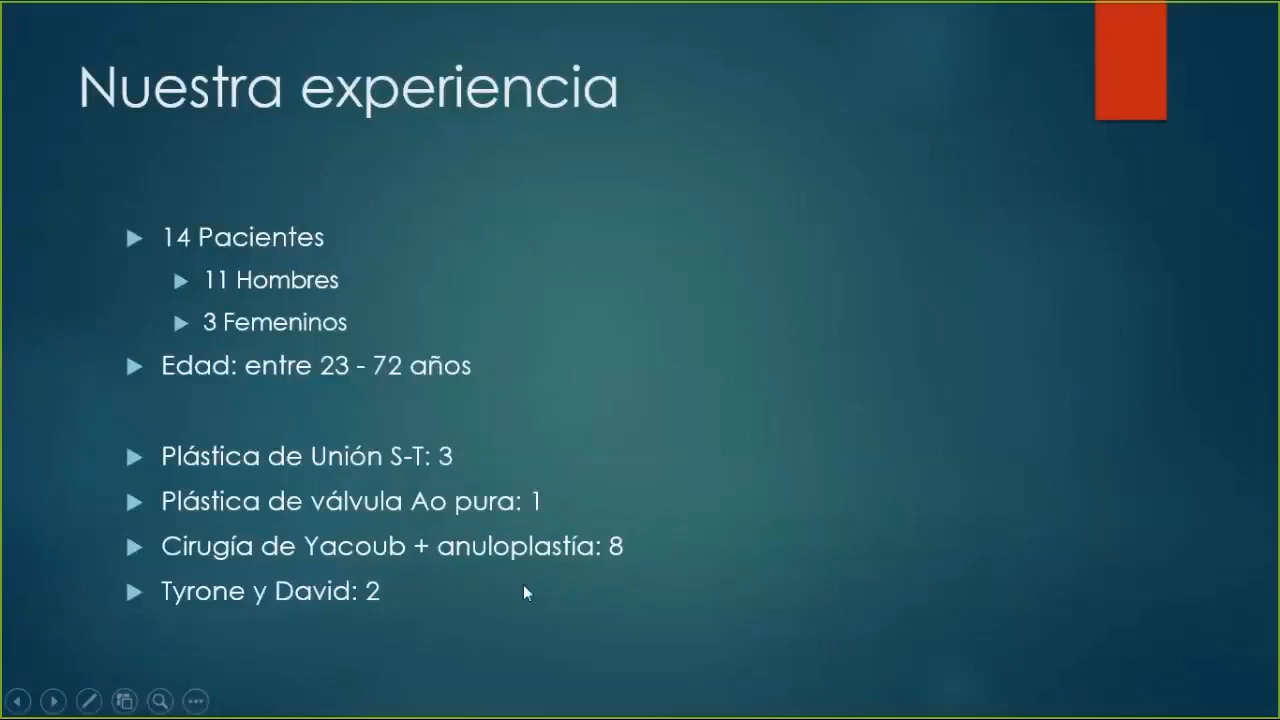 Nuestra experiencia
14 Pacientes
11 Hombres
3 Femeninos
Edad: entre 23 - 72 años
Plástica de Unión S-T: 3
Plástica de válvula Ao pura: 1
Cirugía de Yacoub + anuloplastía: 8
Tyrone y David: 2